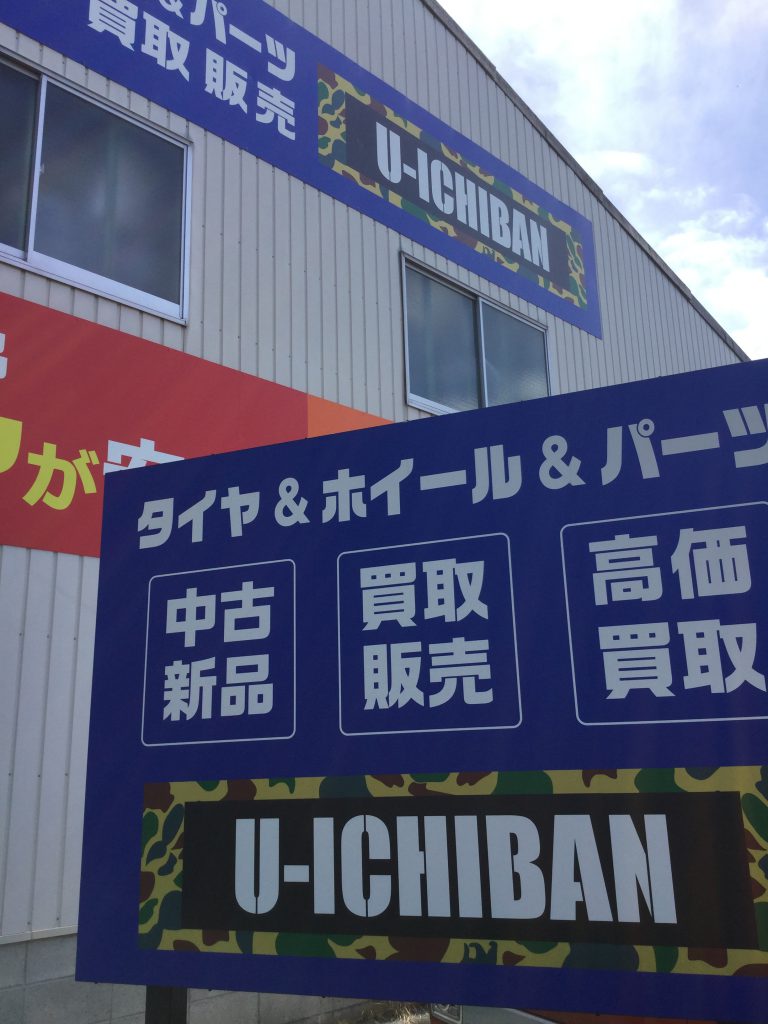 &パーツ
買取 販売
U-ICHIBAN
が安
タイヤ & ホイール & パーツ
中古
新品
買取
販売
高価
買取
U-ICHIBAN